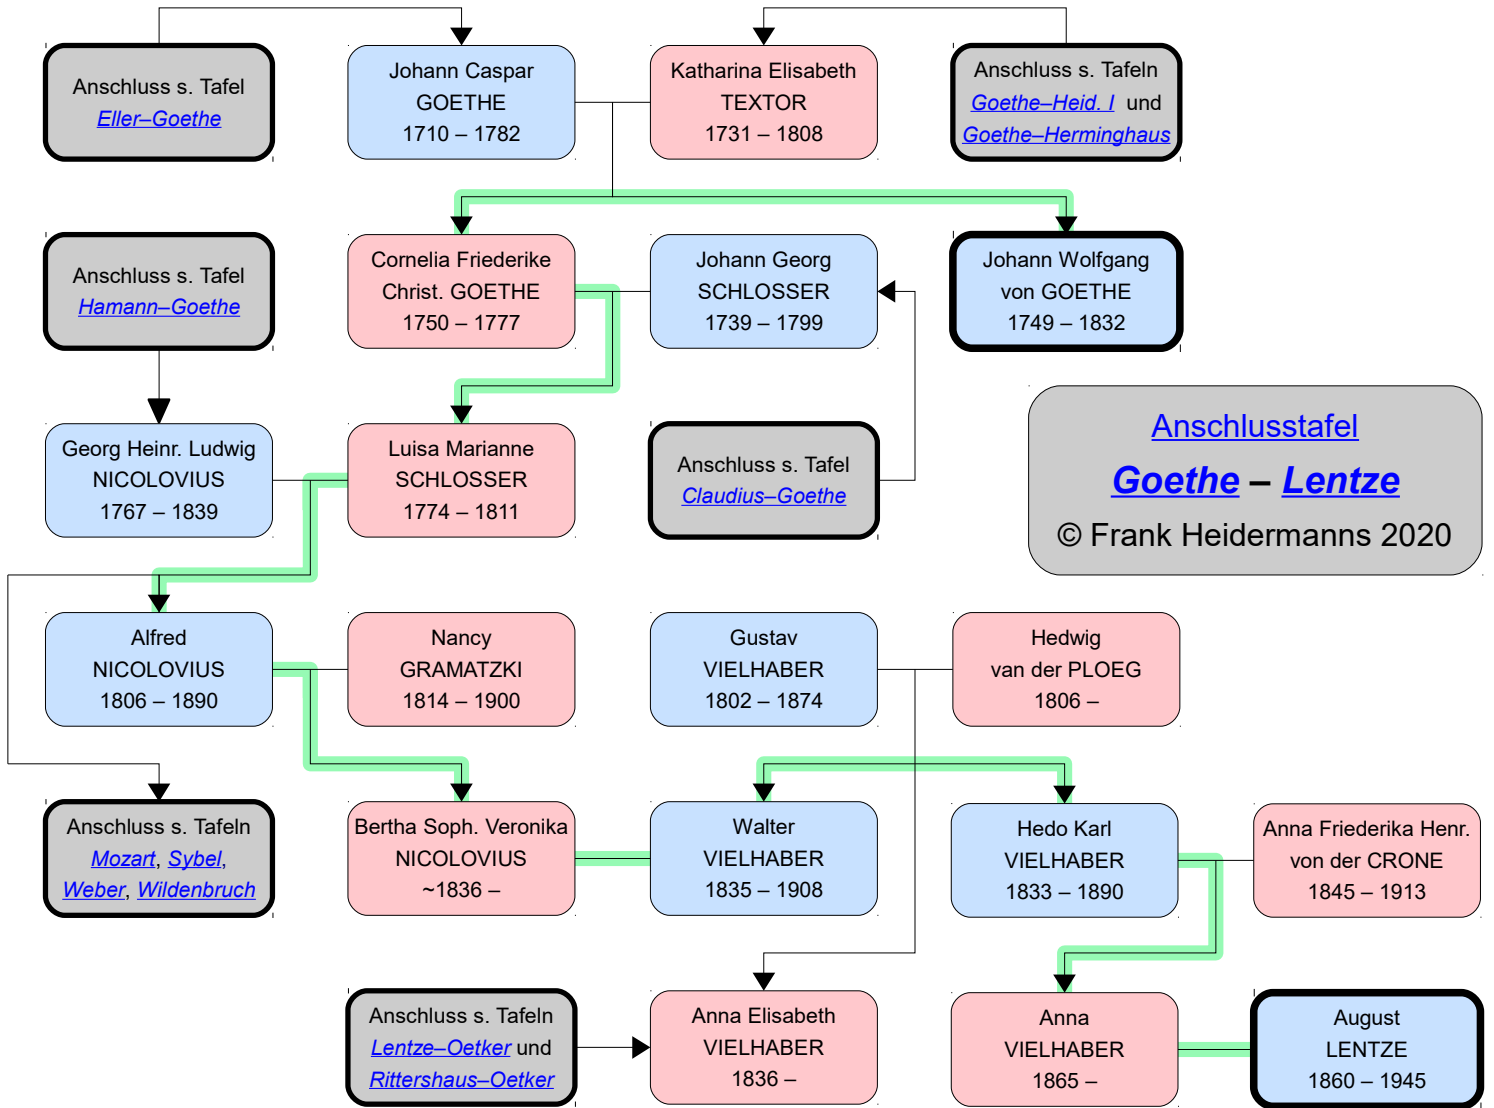 Anschluss s. Tafel
Eller–Goethe
Johann Caspar
GOETHE
1710 – 1782
Katharina Elisabeth
TEXTOR
1731 – 1808
Anschluss s. Tafeln
Goethe–Heid. I und
Goethe–Herminghaus
Anschluss s. Tafel
Hamann–Goethe
Cornelia Friederike
Christ. GOETHE
1750 – 1777
Johann Georg
SCHLOSSER
1739 – 1799
Johann Wolfgang
von GOETHE
1749 – 1832
Georg Heinr. Ludwig
NICOLOVIUS
1767 – 1839
Luisa Marianne
SCHLOSSER
1774 – 1811
Anschluss s. Tafel
Claudius–Goethe
Anschlusstafel
Goethe – Lentze
© Frank Heidermanns 2020
Alfred
NICOLOVIUS
1806 – 1890
Nancy
GRAMATZKI
1814 – 1900
Gustav
VIELHABER
1802 – 1874
Hedwig
van der PLOEG
1806 –
Anschluss s. Tafeln
Mozart, Sybel,
Weber, Wildenbruch
Bertha Soph. Veronika
NICOLOVIUS
~1836 –
Walter
VIELHABER
1835 – 1908
Hedo Karl
VIELHABER
1833 – 1890
Anna Friederika Henr.
von der CRONE
1845 – 1913
Anschluss s. Tafeln
Lentze–Oetker und
Rittershaus–Oetker
Anna Elisabeth
VIELHABER
1836 –
Anna
VIELHABER
1865 –
August
LENTZE
1860 – 1945